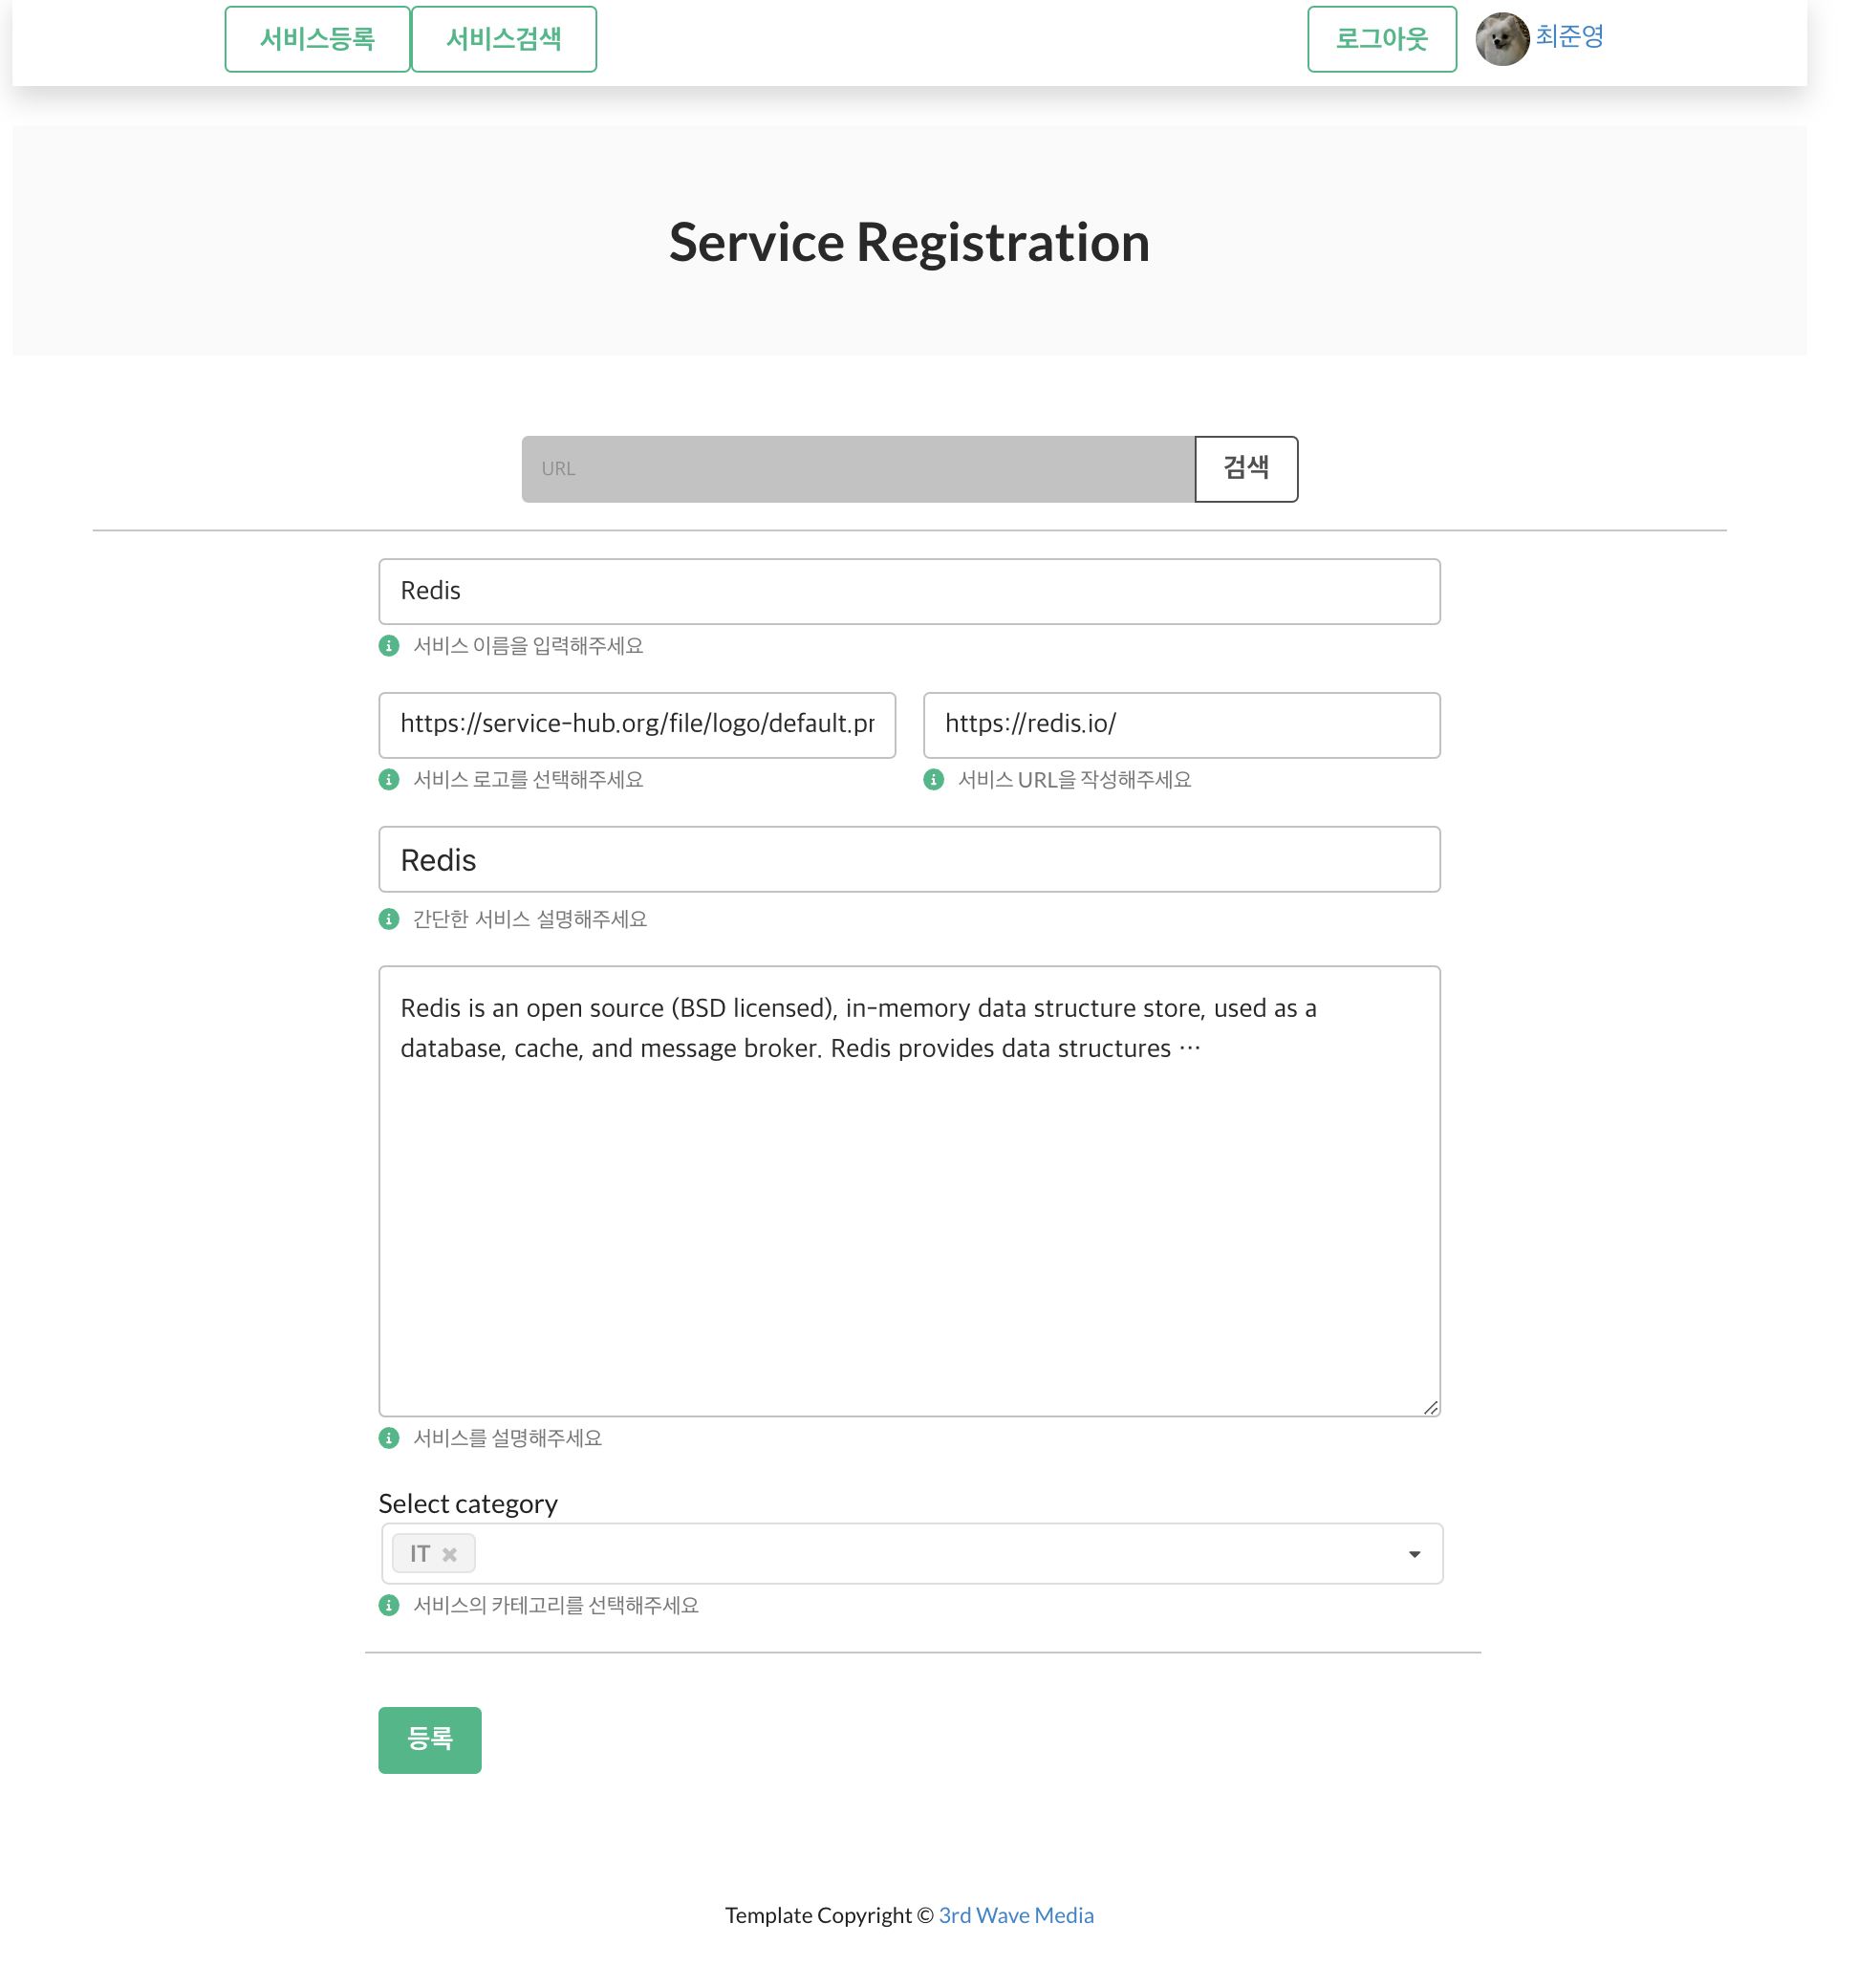 서비스등록 서비스검색 로그아웃 최준영
Service Registration
URL 검색
Redis
서비스 이름을 입력해주세요
https://service-hub.org/file/logo/default.pr https://redis.io/
서비스 로고를 선택해주세요 서비스 URL을 작성해주세요
Redis
간단한 서비스 설명해주세요
Redis is an open source (BSD licensed), in-memory data structure store, used as a
database, cache, and message broker. Redis provides data structures …
서비스를 설명해주세요
Select category
IT
서비스의 카테고리를 선택해주세요
등록
Template Copyright © 3rd Wave Media